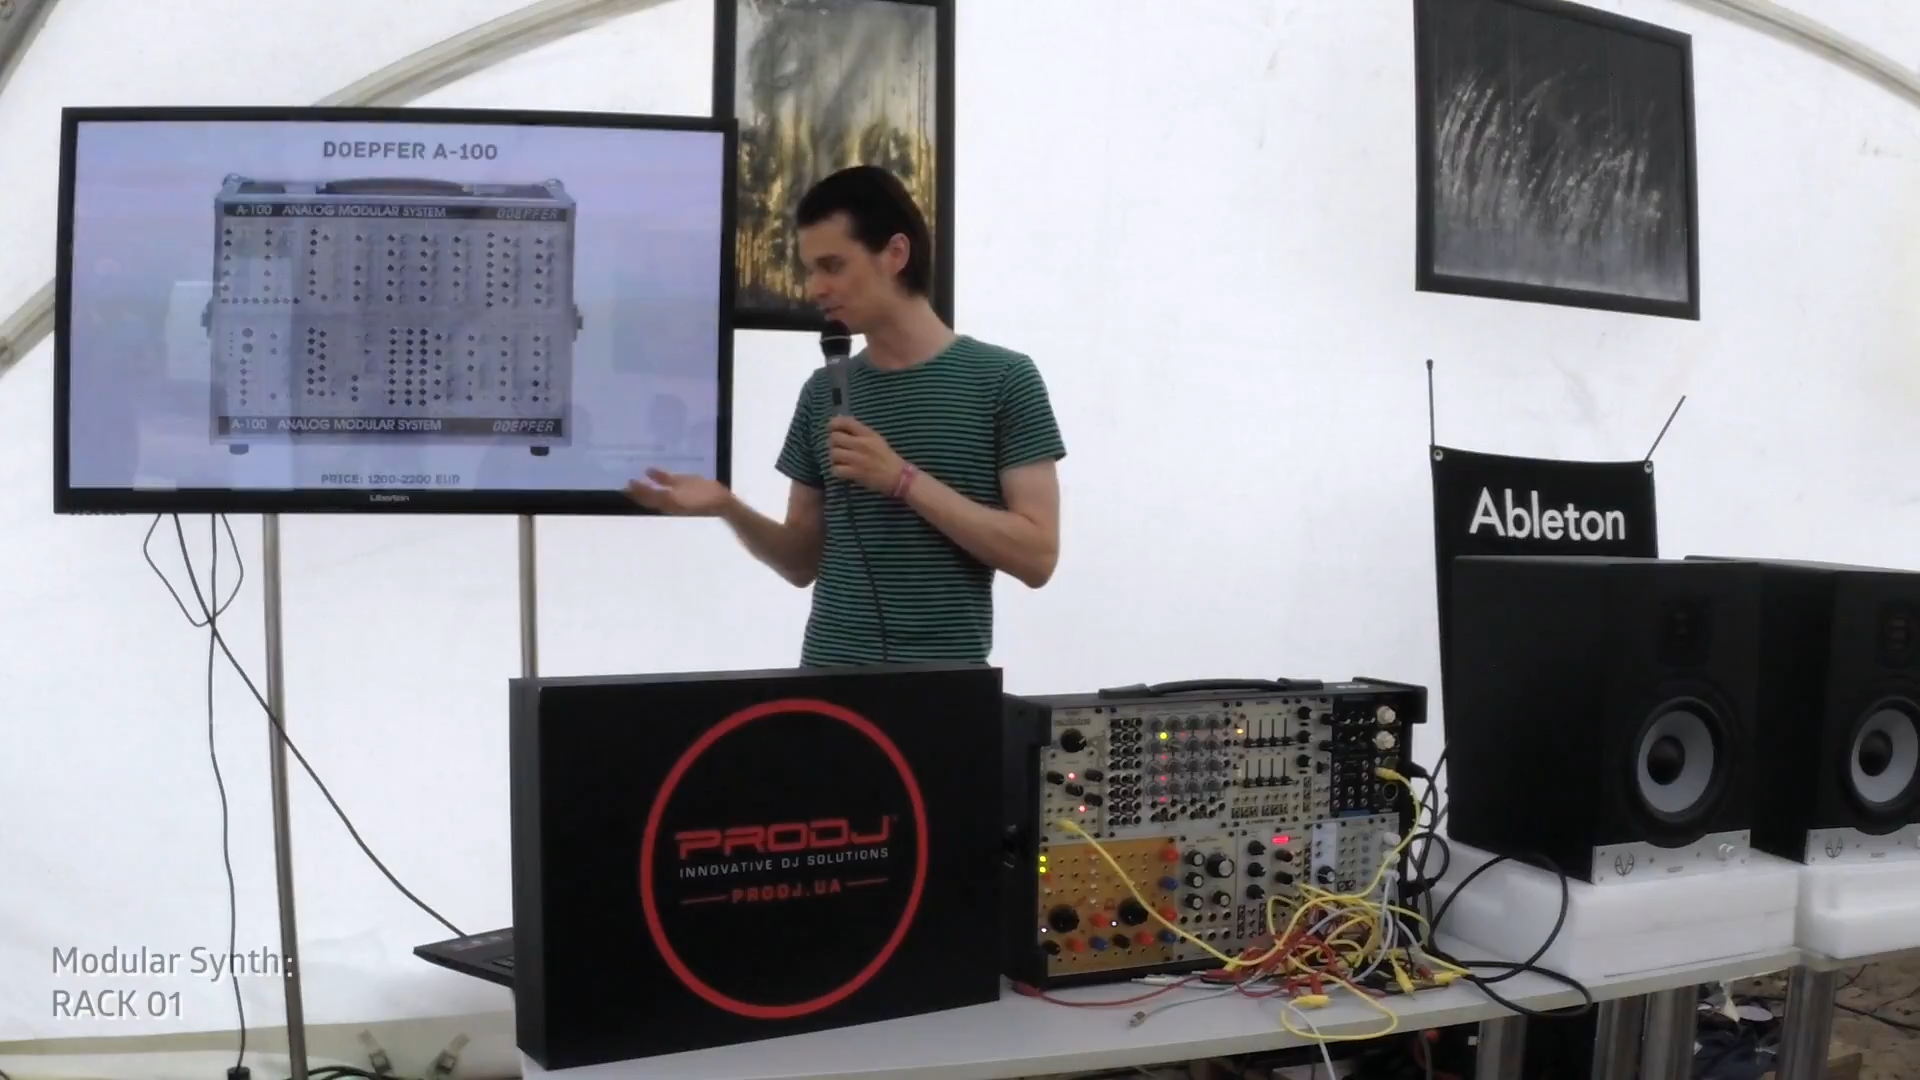 DOEPFER A-100
A-100 ANALOG MODULAR SYSTEM DOEPFER
A-100 ANALOG MODULAR SYSTEM DOEPFER
PRICE: 1200-2200 EUR
Liberton
Ableton
PRODJ
INNOVATIVE DJ SOLUTIONS
PRODJ.UA
Modular Synth:
RACK 01